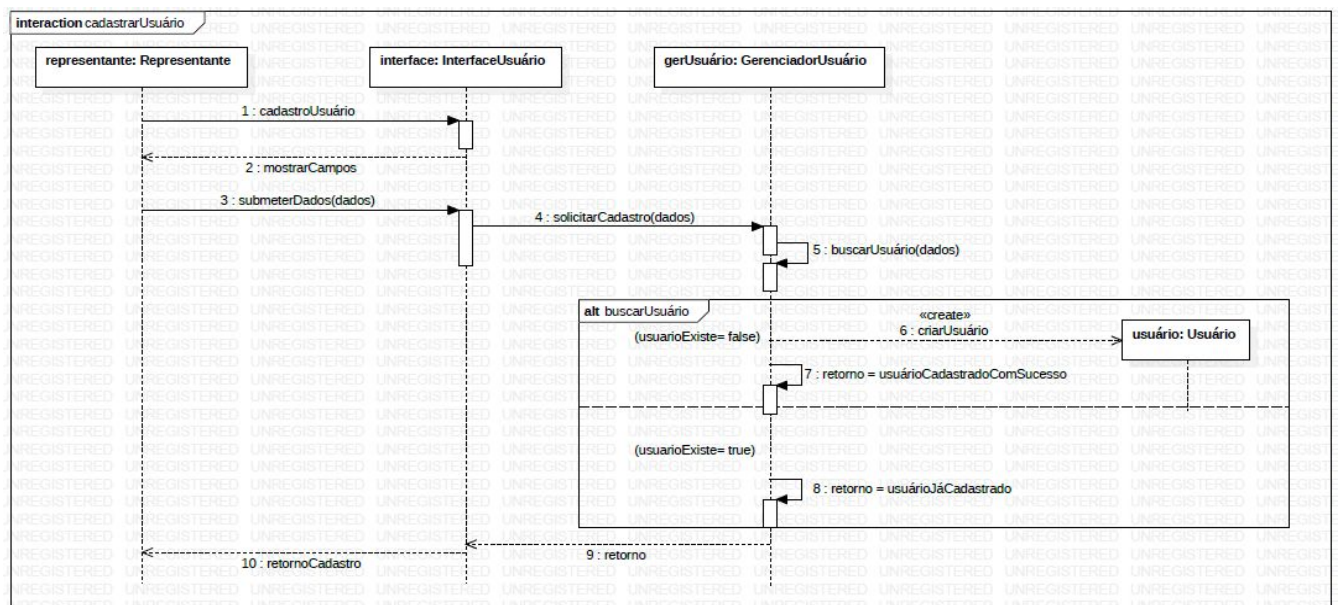 interaction cadastrarUsuário
representante: Representante
interface: InterfaceUsuário
gerUsuário: GerenciadorUsuário
1 : cadastroUsuário
2 : mostrarCampos
3 : submeterDados(dados)
4 : solicitarCadastro(dados)
5 : buscarUsuário(dados)
alt buscarUsuário
(usuarioExiste= false)
«create»
6 : criarUsuário
usuário: Usuário
7 : retorno = usuárioCadastradoComSucesso
(usuarioExiste= true)
8 : retorno = usuárioJáCadastrado
9 : retorno
10 : retornoCadastro
UNREGISTERED